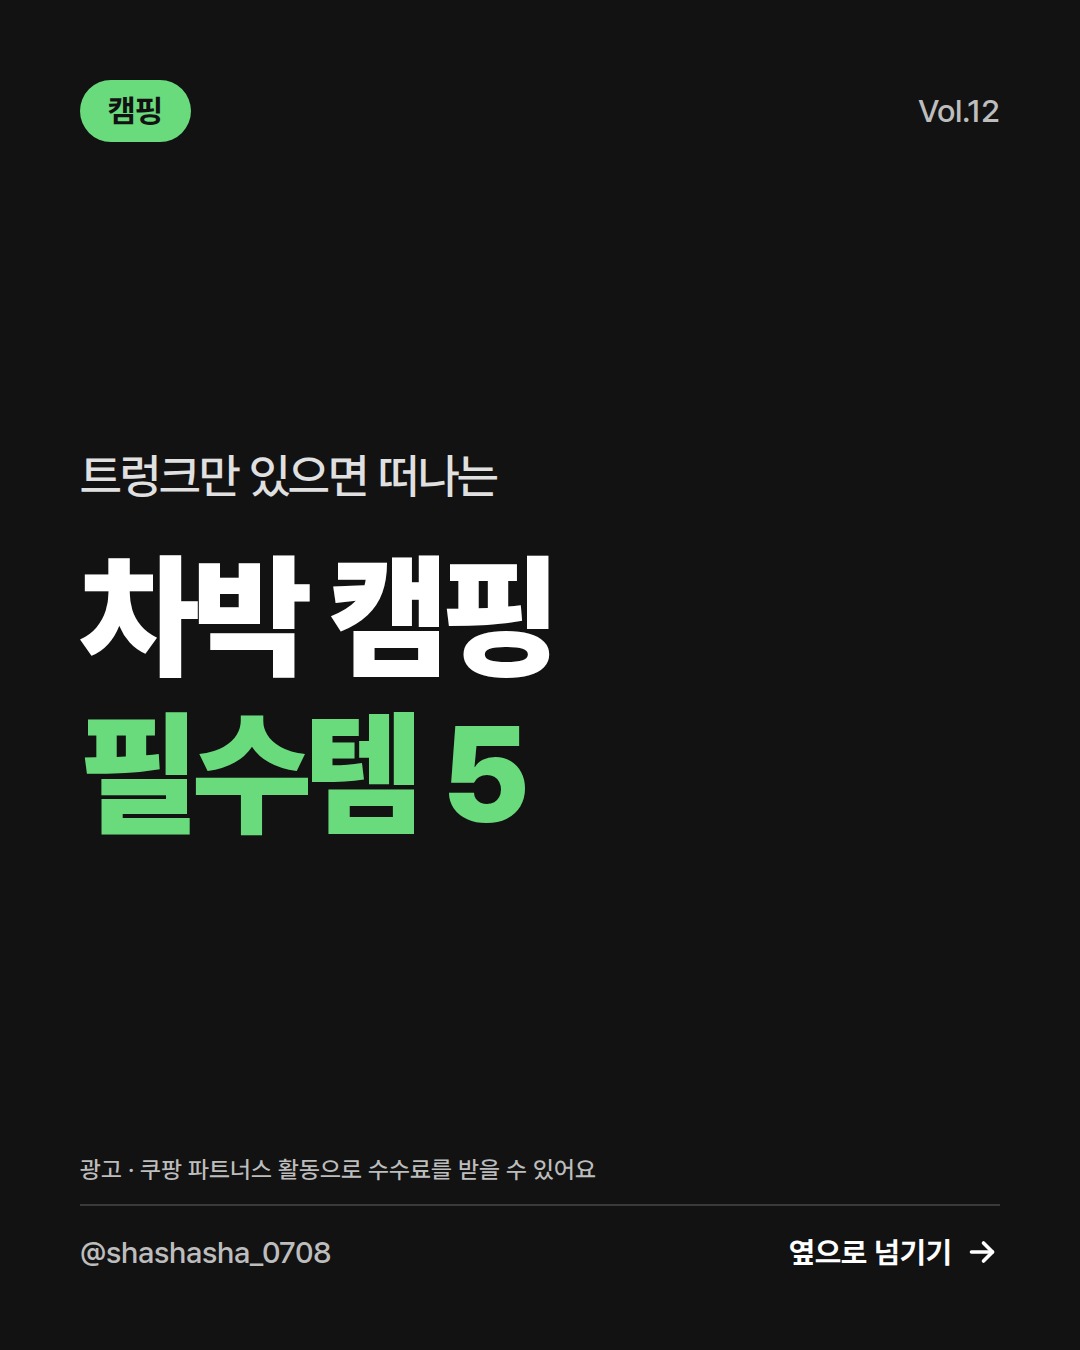 캠핑
Vol.12
트렁크만 있으면 떠나는
차박 캠핑
필수템 5
광고 · 쿠팡 파트너스 활동으로 수수료를 받을 수 있어요
@shashasha_0708
옆으로 넘기기 →